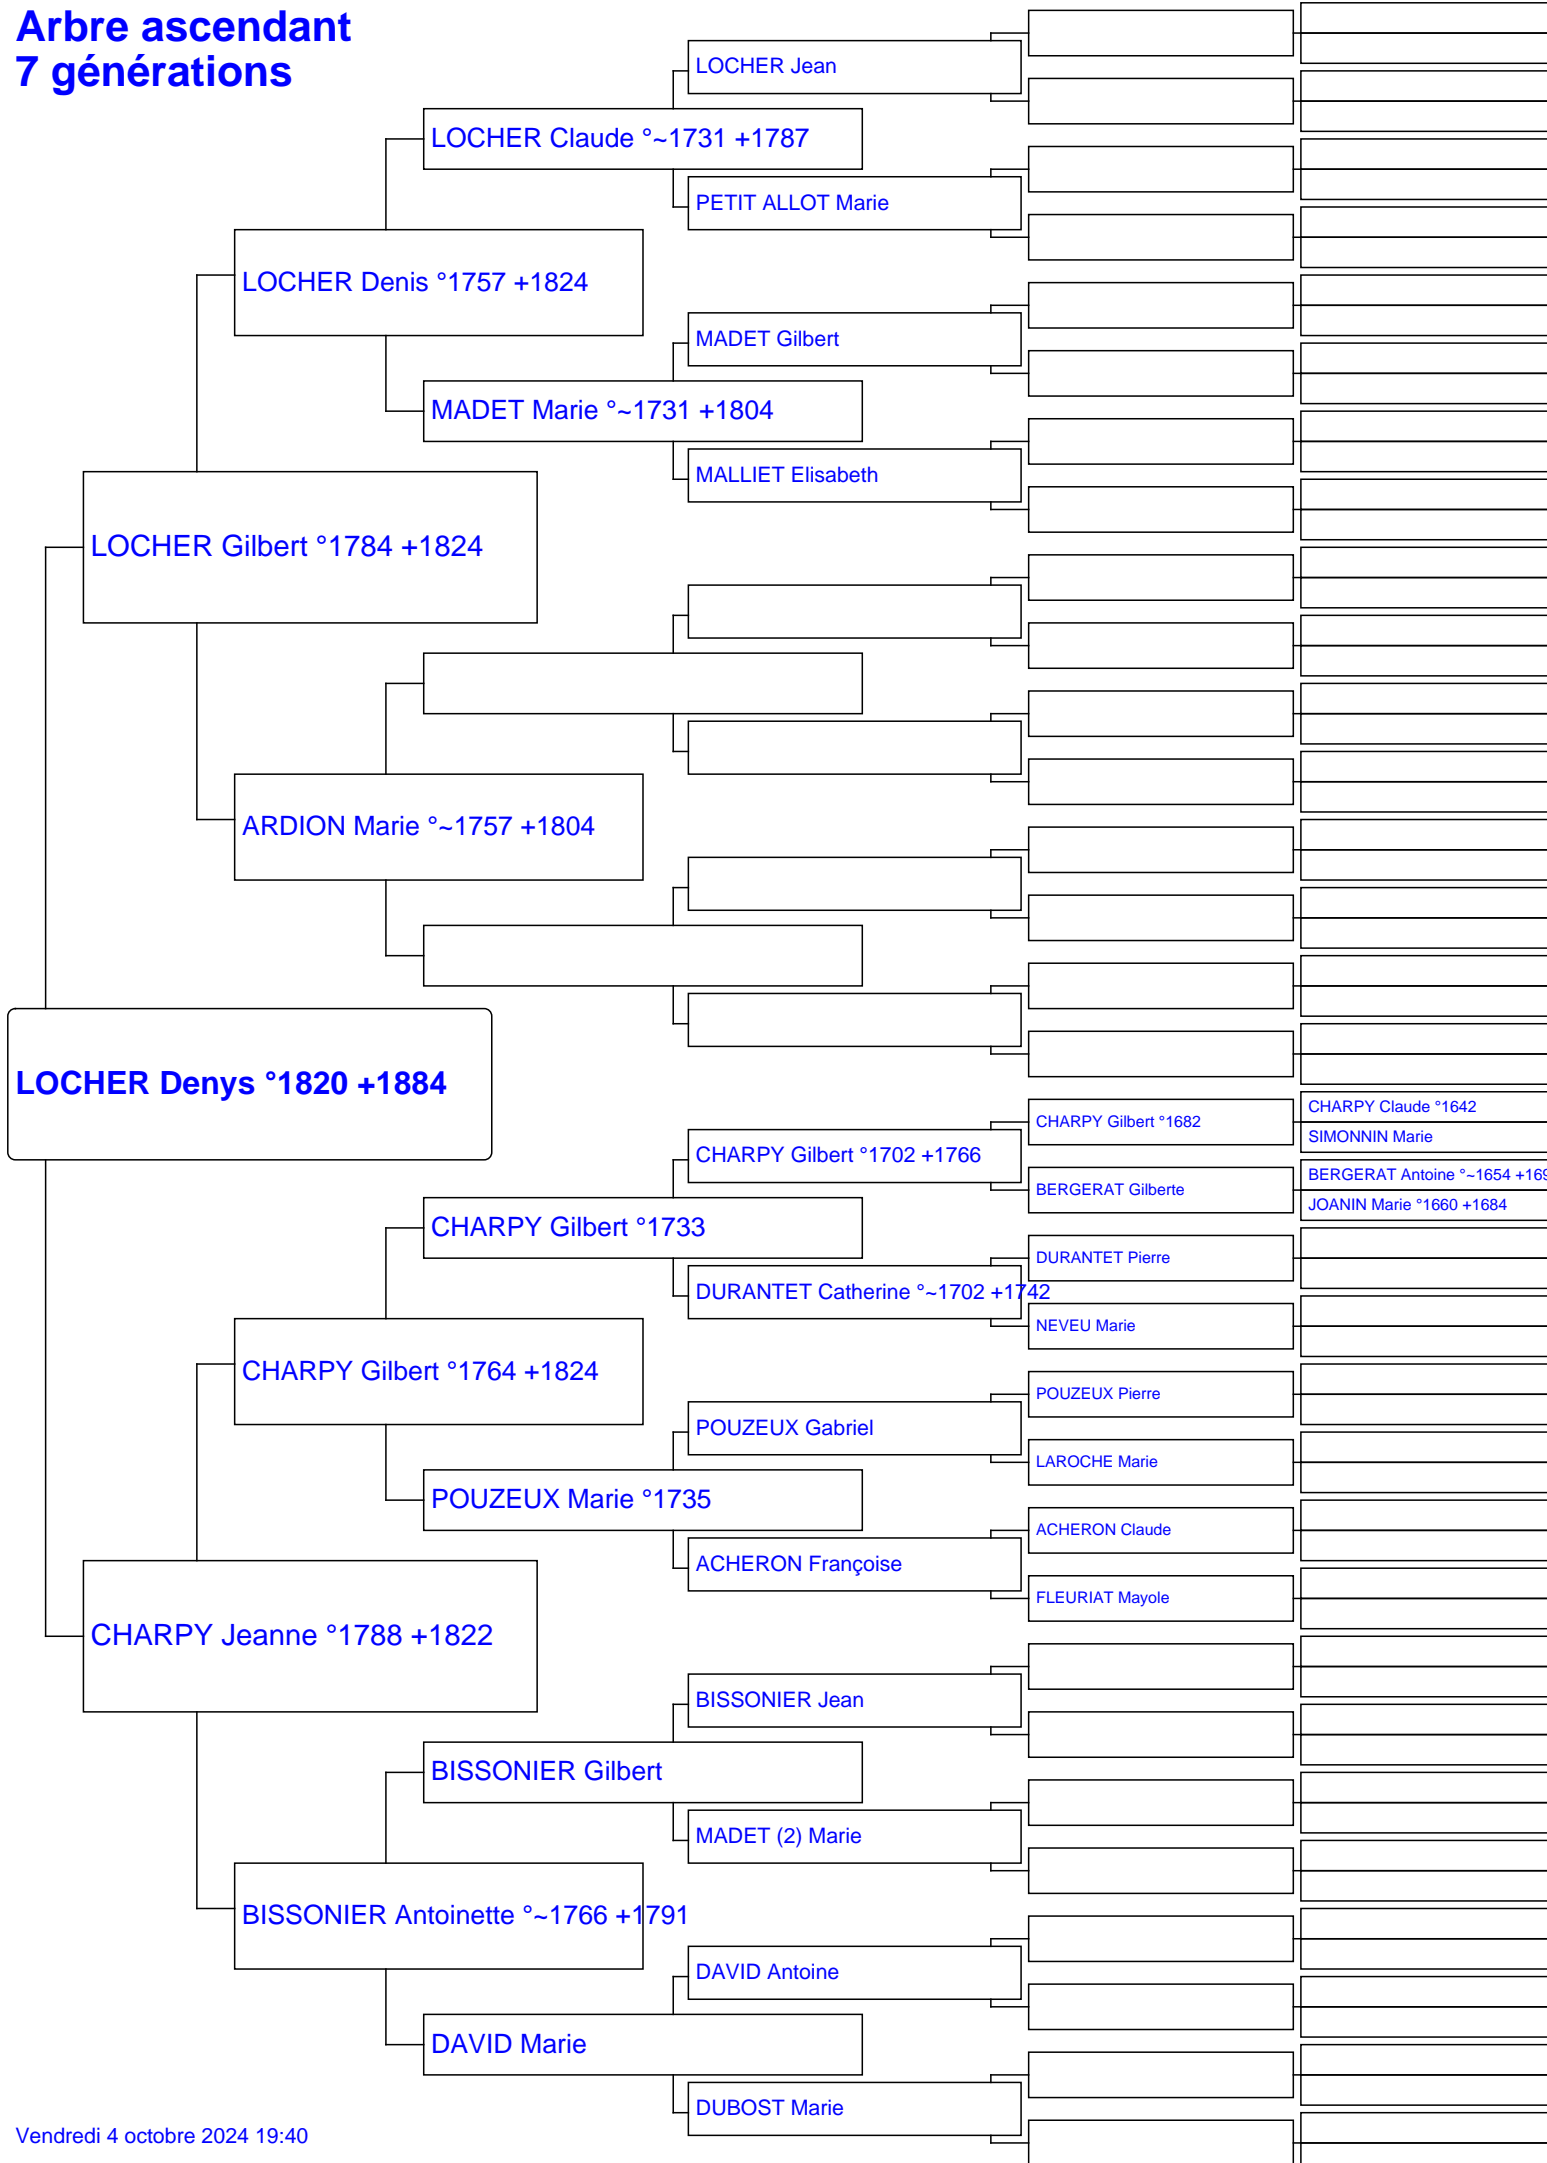 Arbre ascendant
7 générations
LOCHER Jean
LOCHER Claude °~1731 +1787
PETIT ALLOT Marie
LOCHER Denis °1757 +1824
MADET Gilbert
MADET Marie °~1731 +1804
MALLIET Elisabeth
LOCHER Gilbert °1784 +1824
ARDION Marie °~1757 +1804
LOCHER Denys °1820 +1884
CHARPY Claude °1642
CHARPY Gilbert °1682
SIMONNIN Marie
CHARPY Gilbert °1702 +1766
BERGERAT Antoine °~1654 +169
BERGERAT Gilberte
JOANIN Marie °1660 +1684
CHARPY Gilbert °1733
DURANTET Pierre
DURANTET Catherine °~1702 +1742
NEVEU Marie
CHARPY Gilbert °1764 +1824
POUZEUX Pierre
POUZEUX Gabriel
LAROCHE Marie
POUZEUX Marie °1735
ACHERON Claude
ACHERON Françoise
FLEURIAT Mayole
CHARPY Jeanne °1788 +1822
BISSONIER Jean
BISSONIER Gilbert
MADET (2) Marie
BISSONIER Antoinette °~1766 +1791
DAVID Antoine
DAVID Marie
DUBOST Marie
Vendredi 4 octobre 2024 19:40